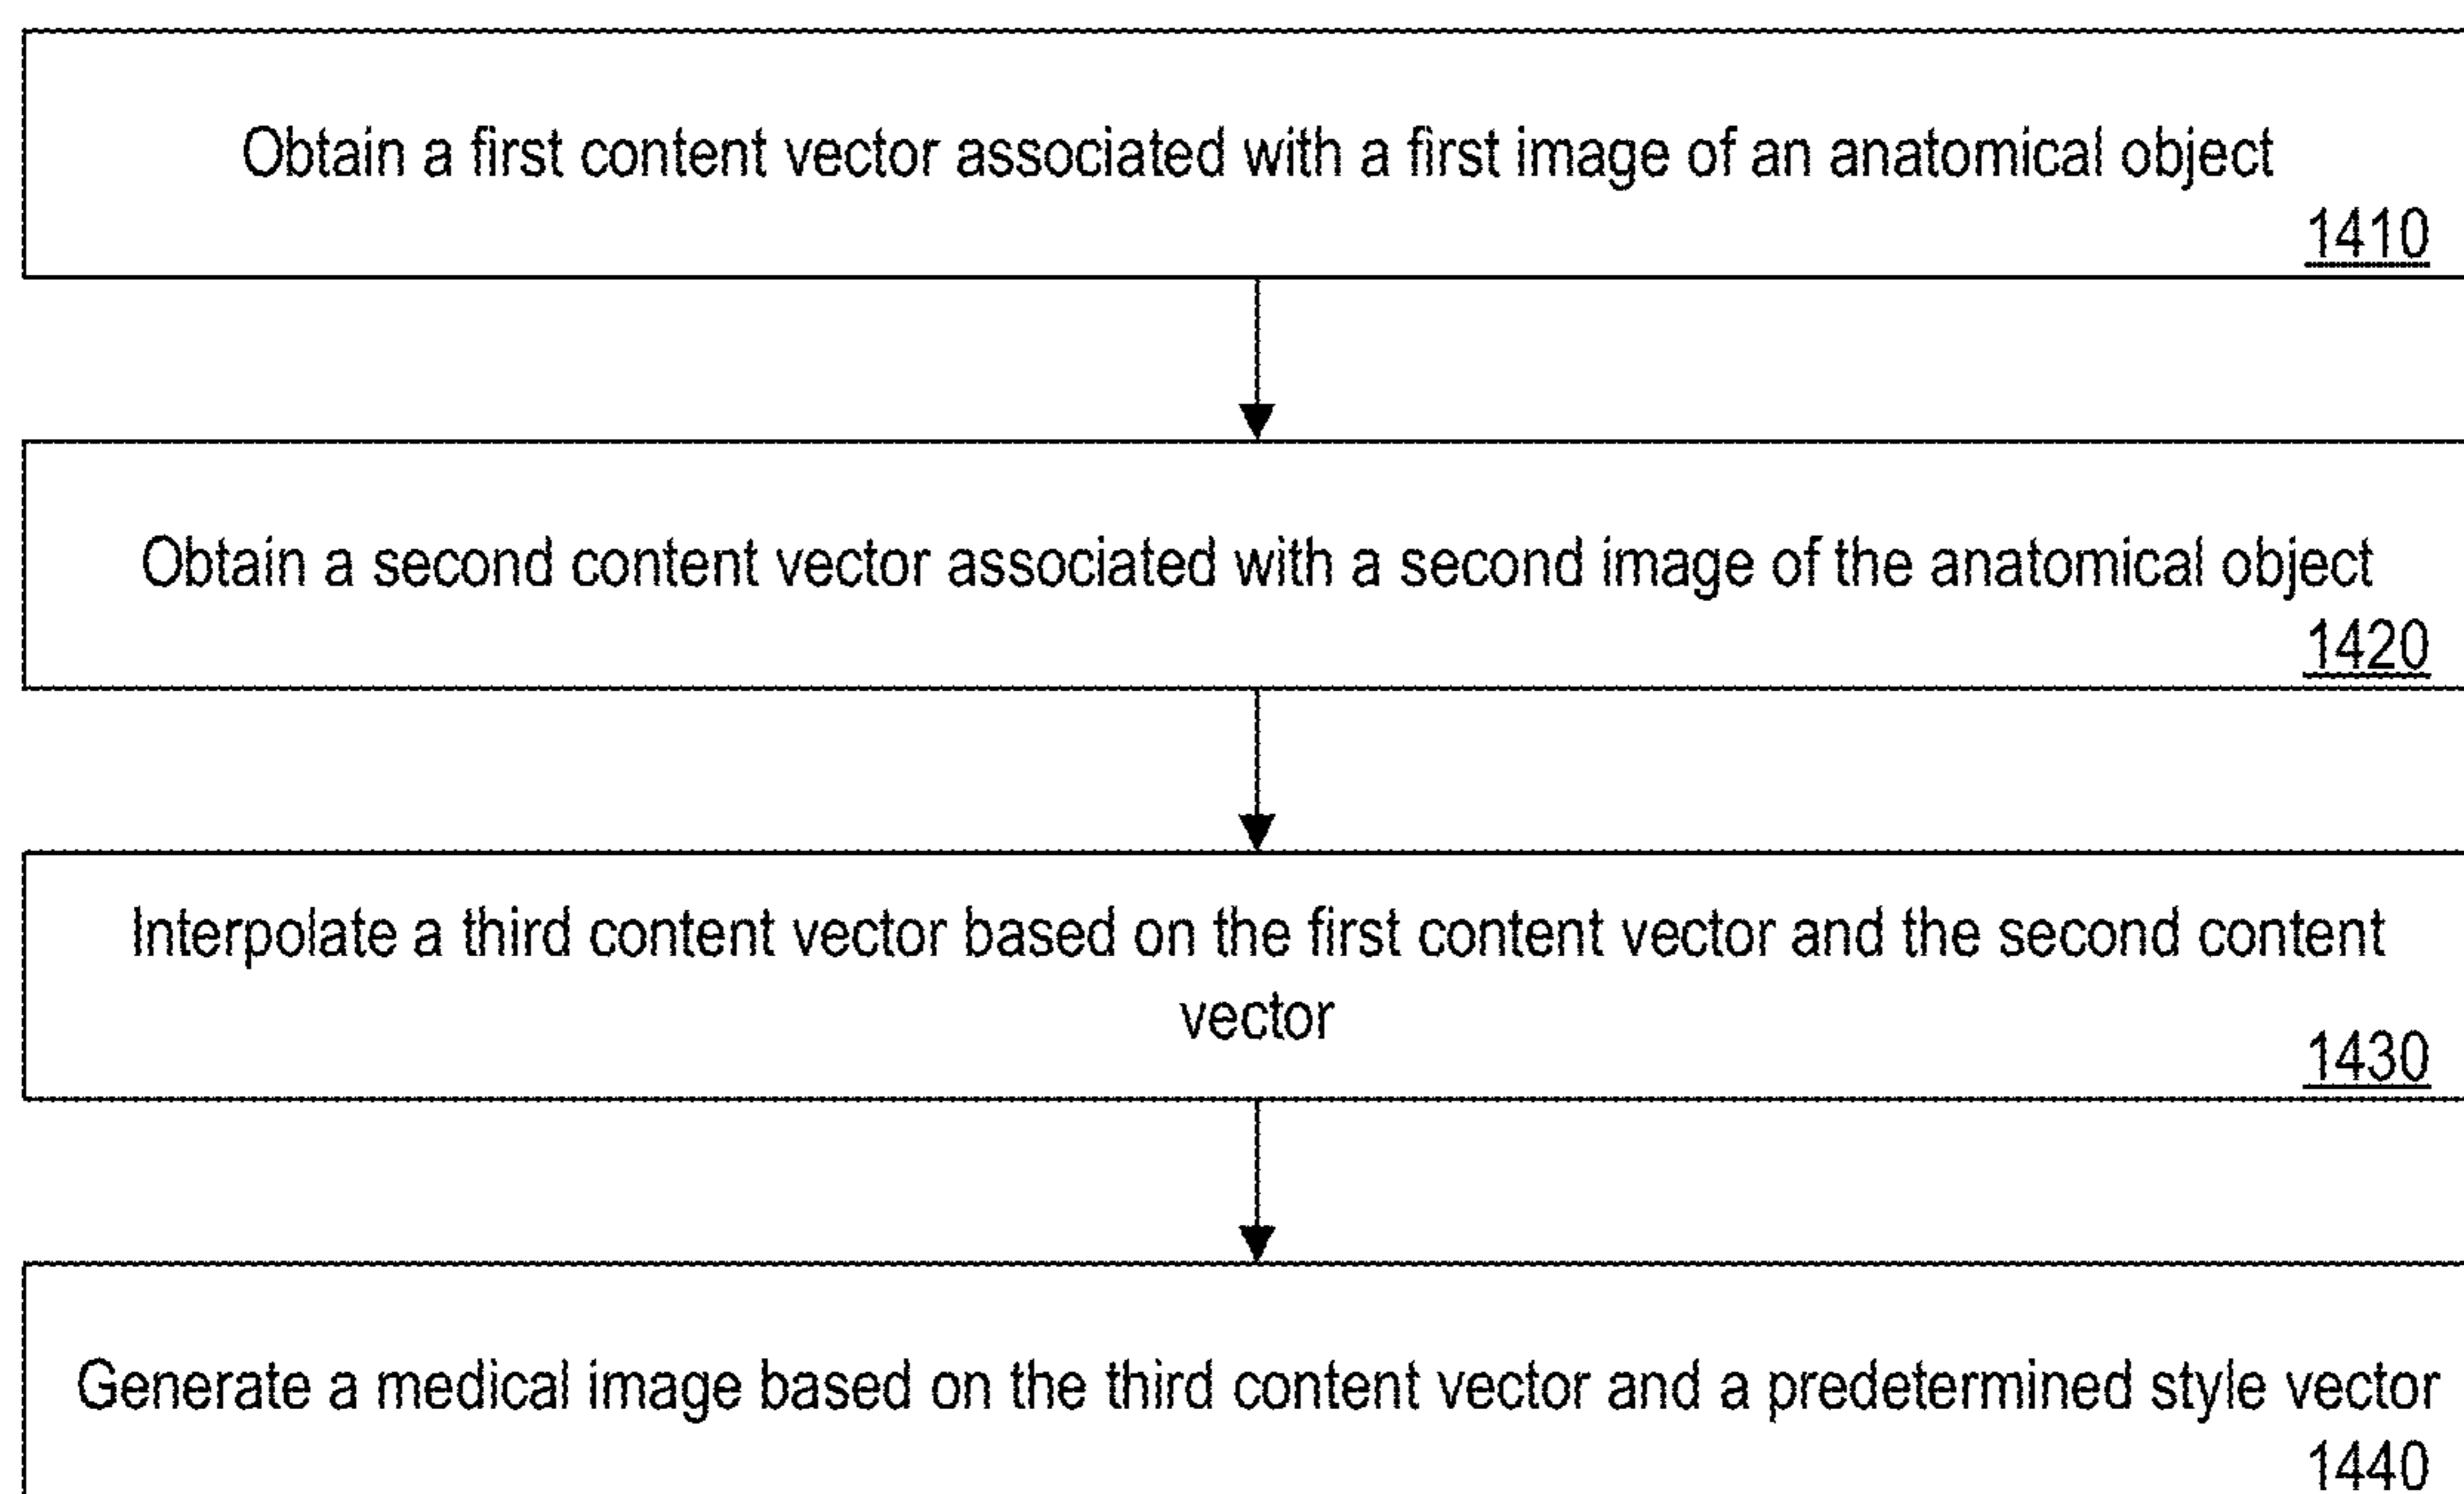 Obtain a first content vector associated with a first image of an anatomical object
1410
Obtain a second content vector associated with a second image of the anatomical object
1420
Interpolate a third content vector based on the first content vector and the second content
vector
1430
Generate a medical image based on the third content vector and a predetermined style vector
1440